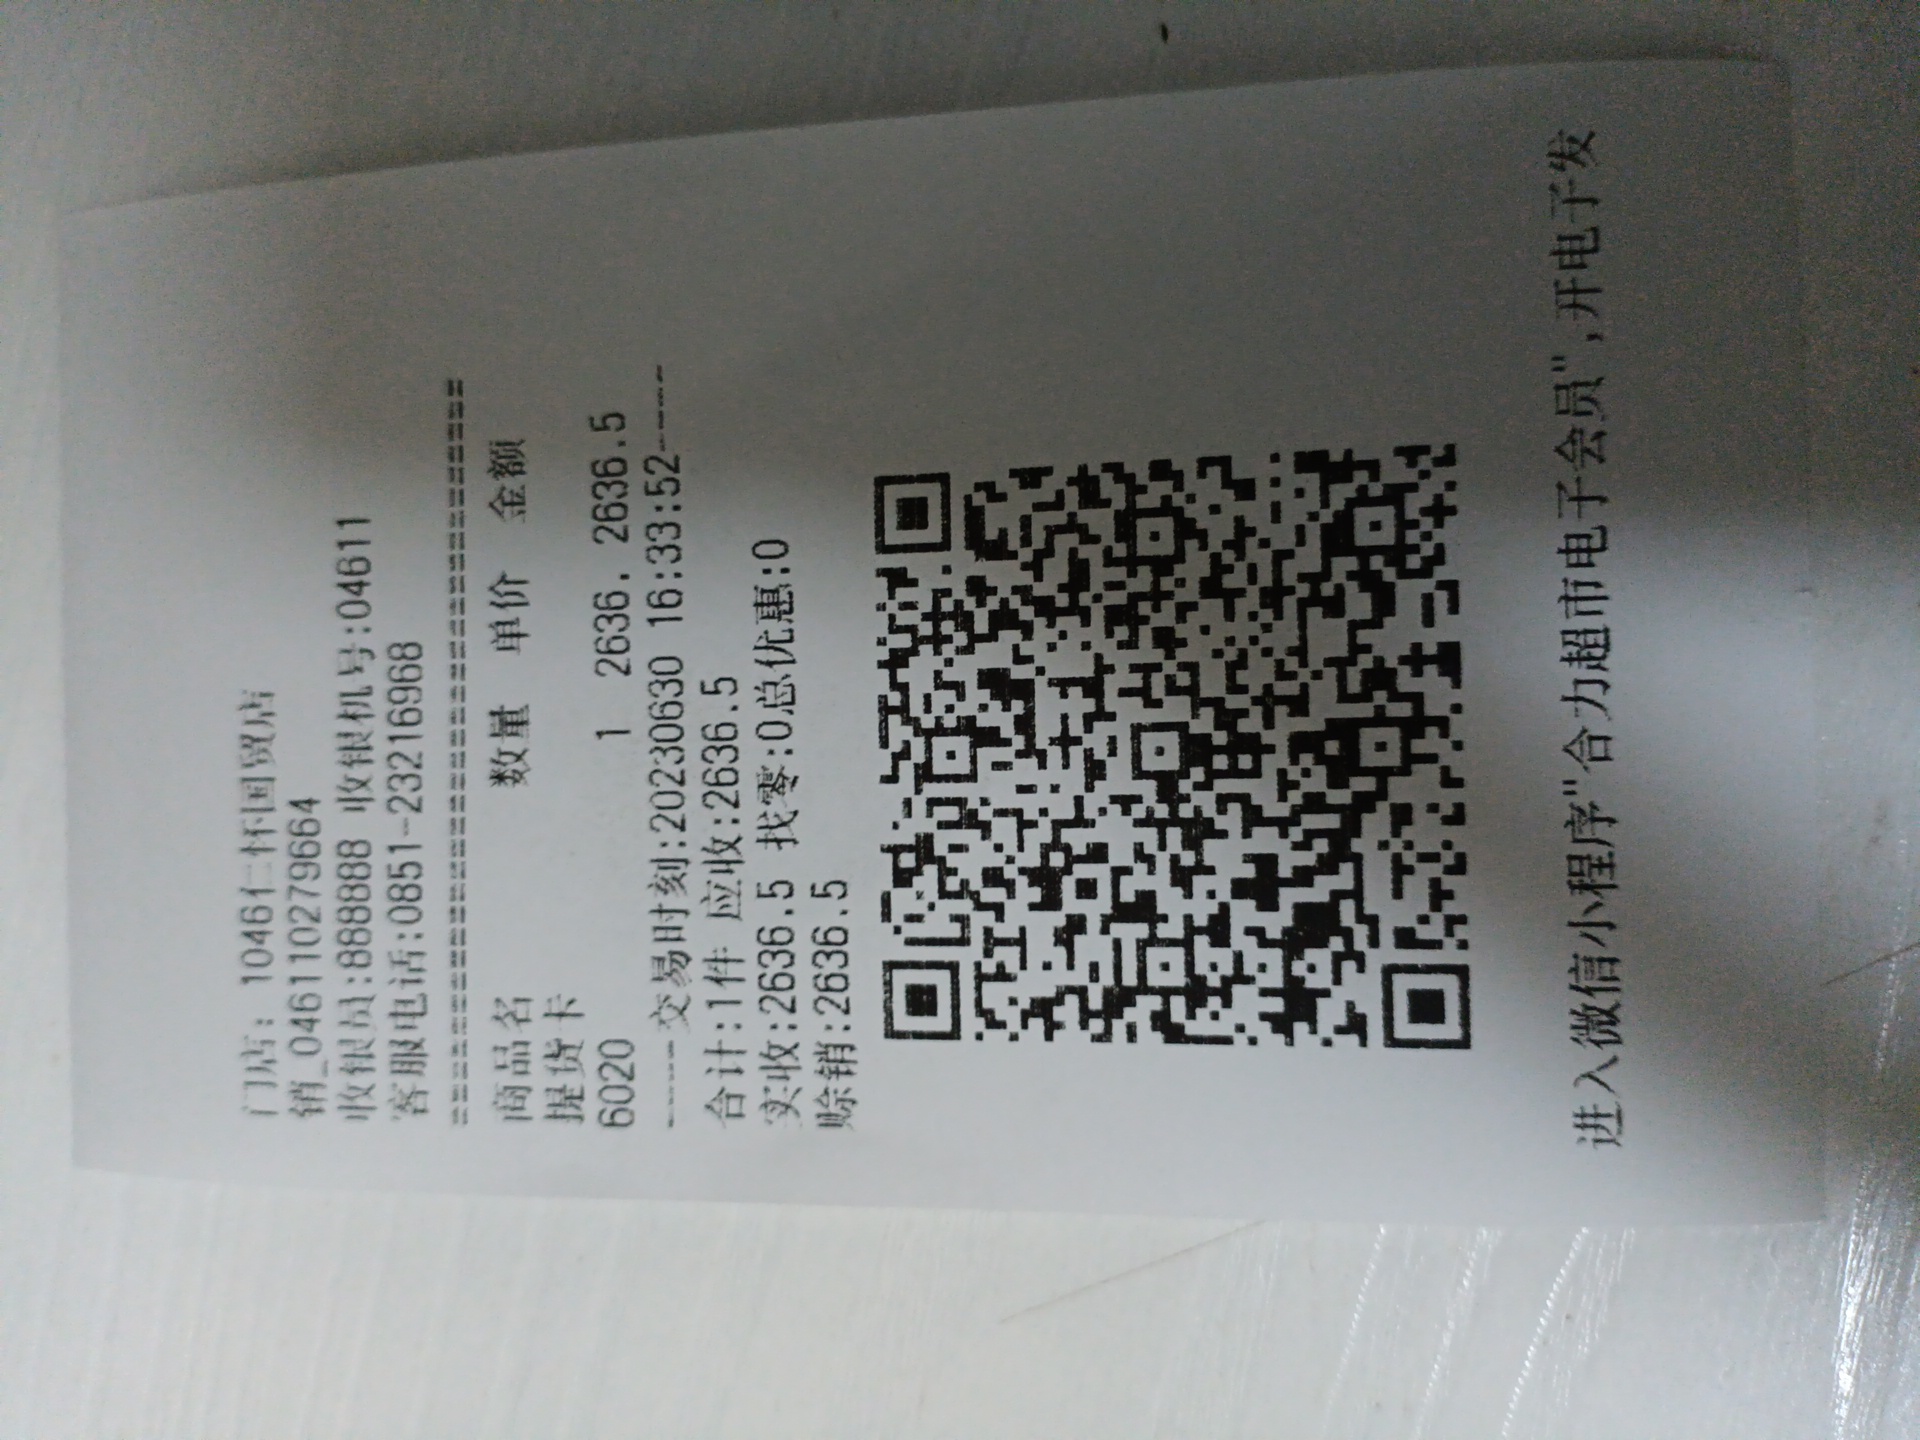 门店: 1046仁怀国贸店
销_046110279664
收银员:888888 收银机号:04611
客服电话:0851-23216968
==============================
商品名 数量 单价 金额
提货卡
6020 1 2636. 2636.5
-----交易时刻:20230630 16:33:52-----
合计:1件 应收:2636.5
实收:2636.5 找零:0总优惠:0
赊销:2636.5
进入微信小程序"合力超市电子会员",开电子发